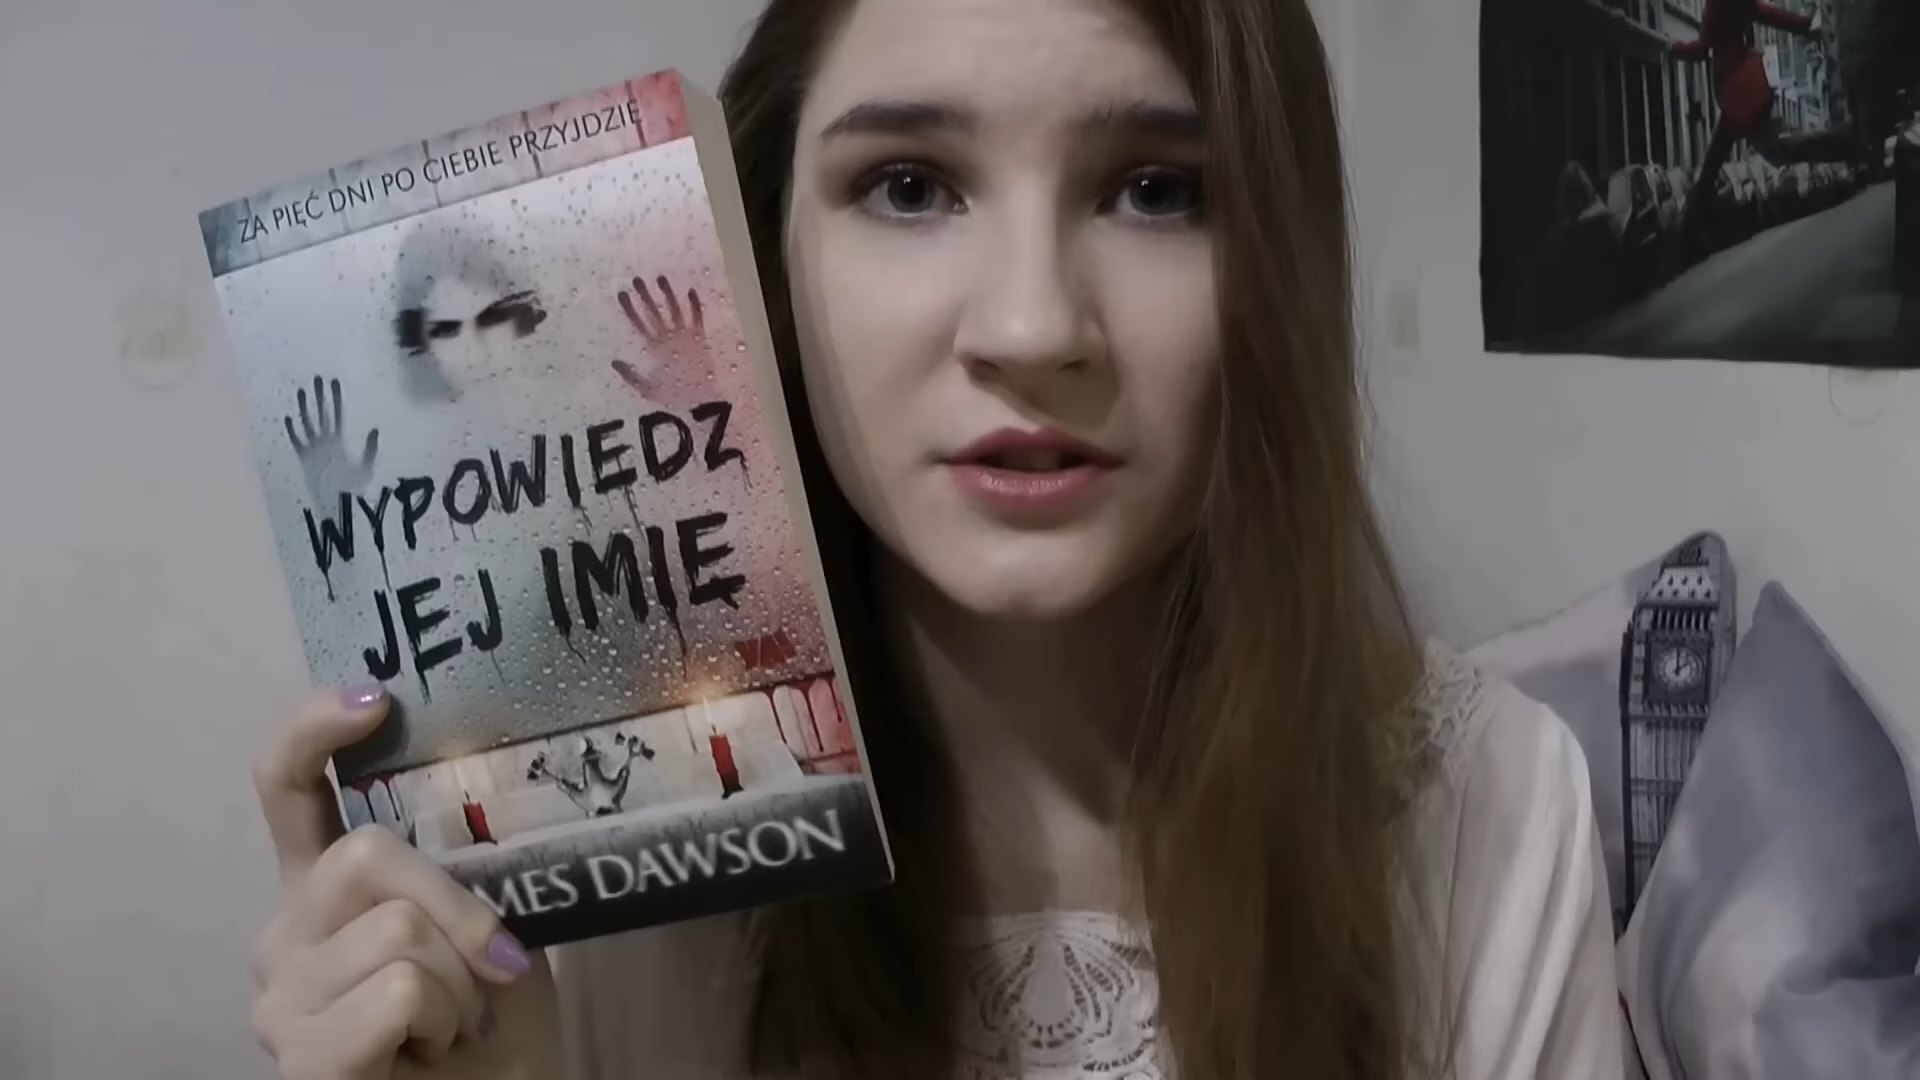 ZA PIĘĆ DNI PO CIEBIE PRZYJDZIE
WYPOWIEDZ
JEJ IMIĘ
MES DAWSON